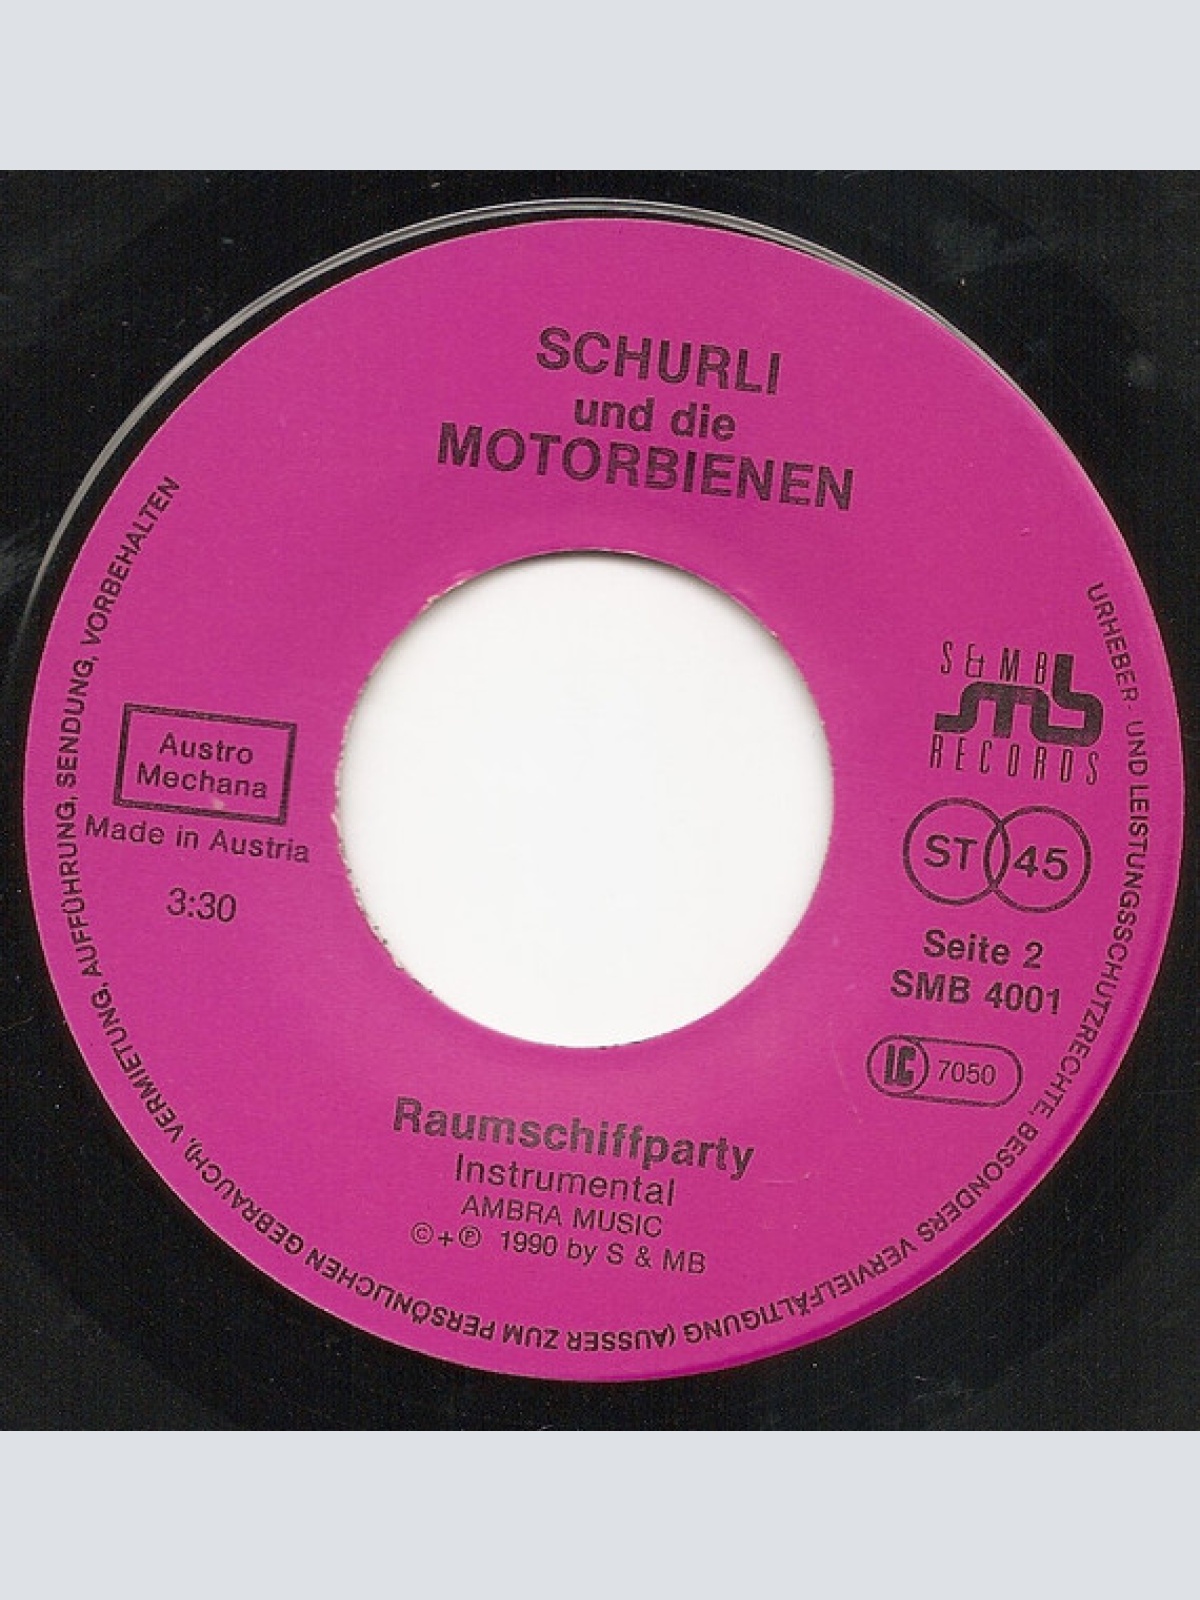 SCHURLI
und die
MOTORBIENEN
Austro
Mechana
Made in Austria
3:30
S & M B
smb
RECORDS
ST 45
Seite 2
SMB 4001
LC 7050
Raumschiffparty
Instrumental
AMBRA MUSIC
© + ℗ 1990 by S & MB
URHEBER- UND LEISTUNGSSCHUTZRECHTE, BESONDERS VERVIELFÄLTIGUNG (AUSSER ZUM PERSÖNLICHEN GEBRAUCH), VERMIETUNG, AUFFÜHRUNG, SENDUNG, VORBEHALTEN